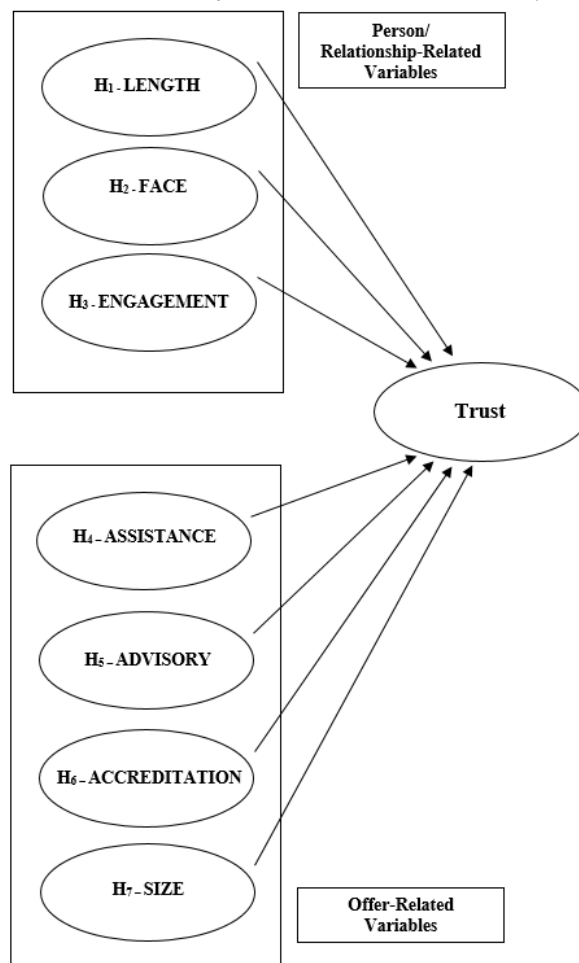 Person/
Relationship-Related
Variables
H₁ - LENGTH
H₂ - FACE
H₃ - ENGAGEMENT
Trust
H₄ – ASSISTANCE
H₅ – ADVISORY
H₆ – ACCREDITATION
H₇ – SIZE
Offer-Related
Variables